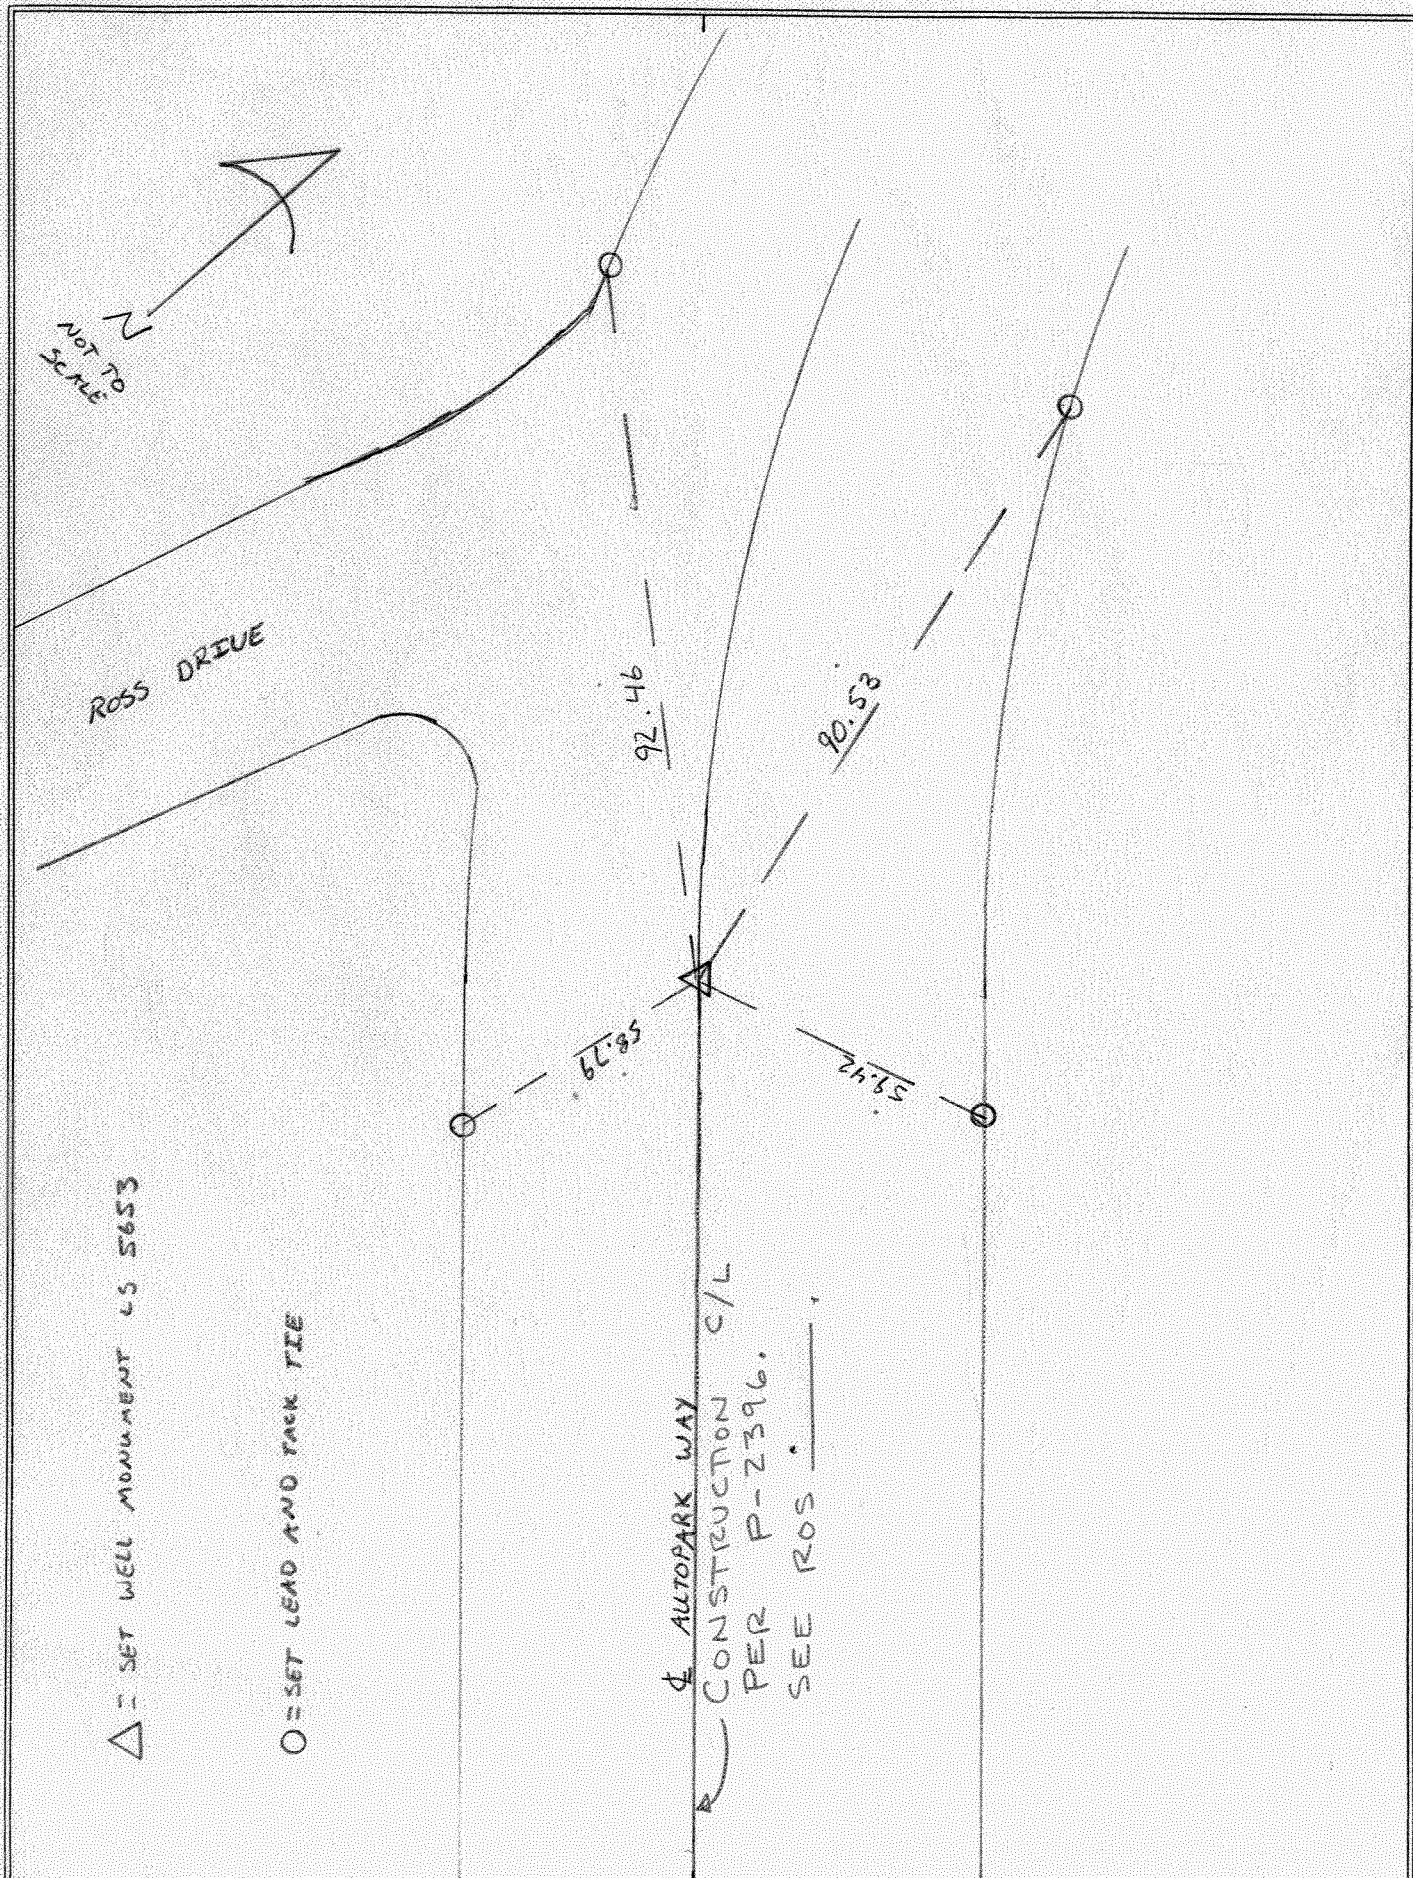 N
NOT TO
SCALE
ROSS DRIVE
92.46
90.53
58.79
59.42
△ = SET WELL MONUMENT LS 5653
O = SET LEAD AND TACK TIE
℄ AUTOPARK WAY
CONSTRUCTION C/L
PER P-2396.
SEE ROS ______.